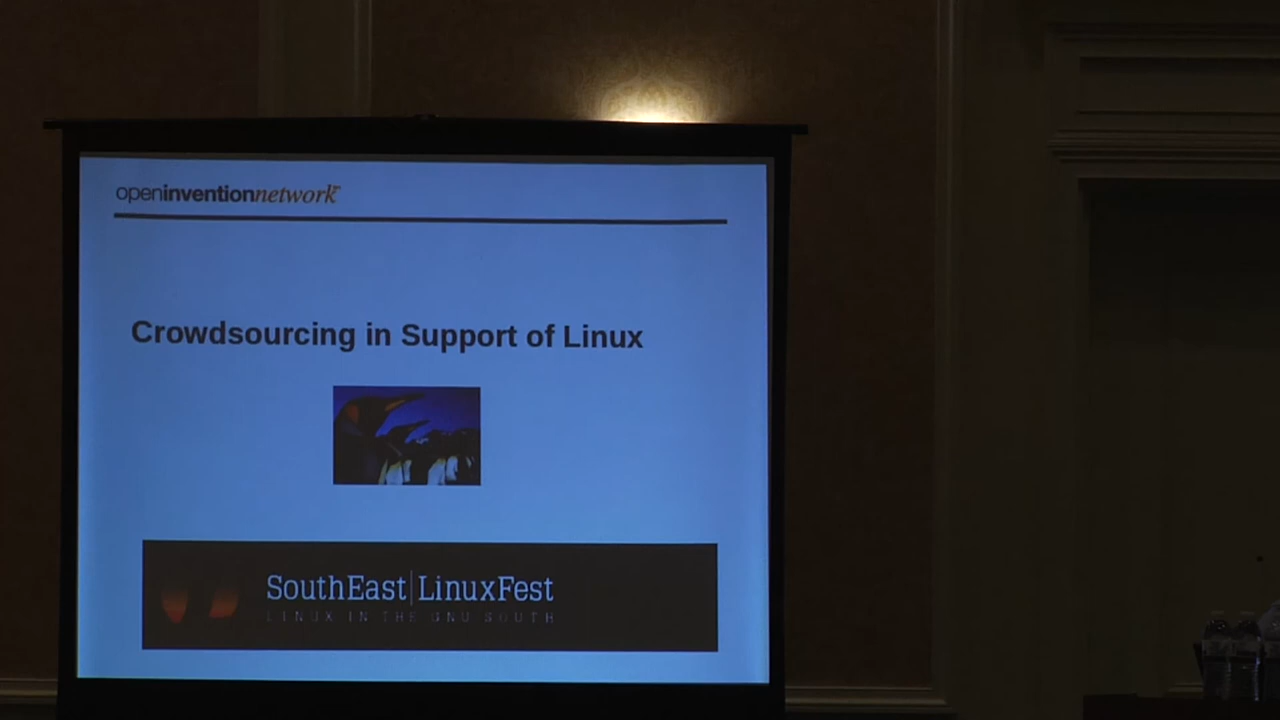 openinventionnetwork
Crowdsourcing in Support of Linux
SouthEast|LinuxFest
LINUX IN THE GNU SOUTH